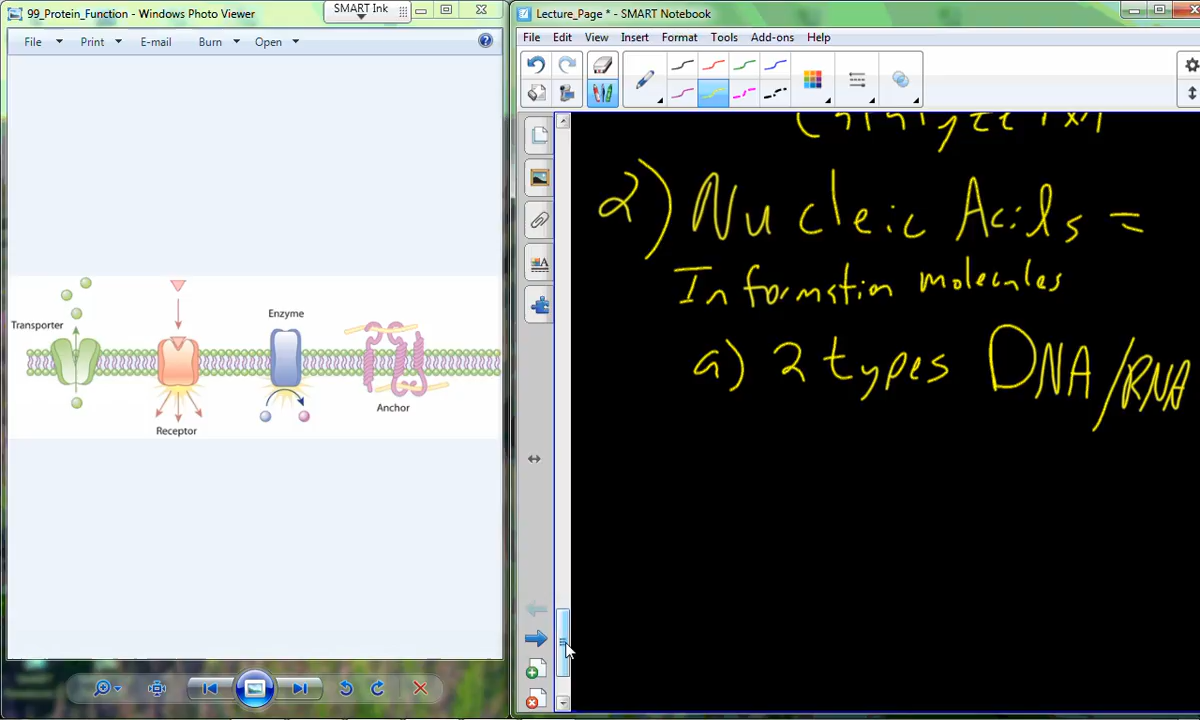 99_Protein_Function - Windows Photo Viewer
SMART Ink
File Print E-mail Burn Open
Transporter
Enzyme
Receptor
Anchor
Lecture_Page * - SMART Notebook
File Edit View Insert Format Tools Add-ons Help
2) Nucleic Acids =
Information molecules
a) 2 types DNA/RNA